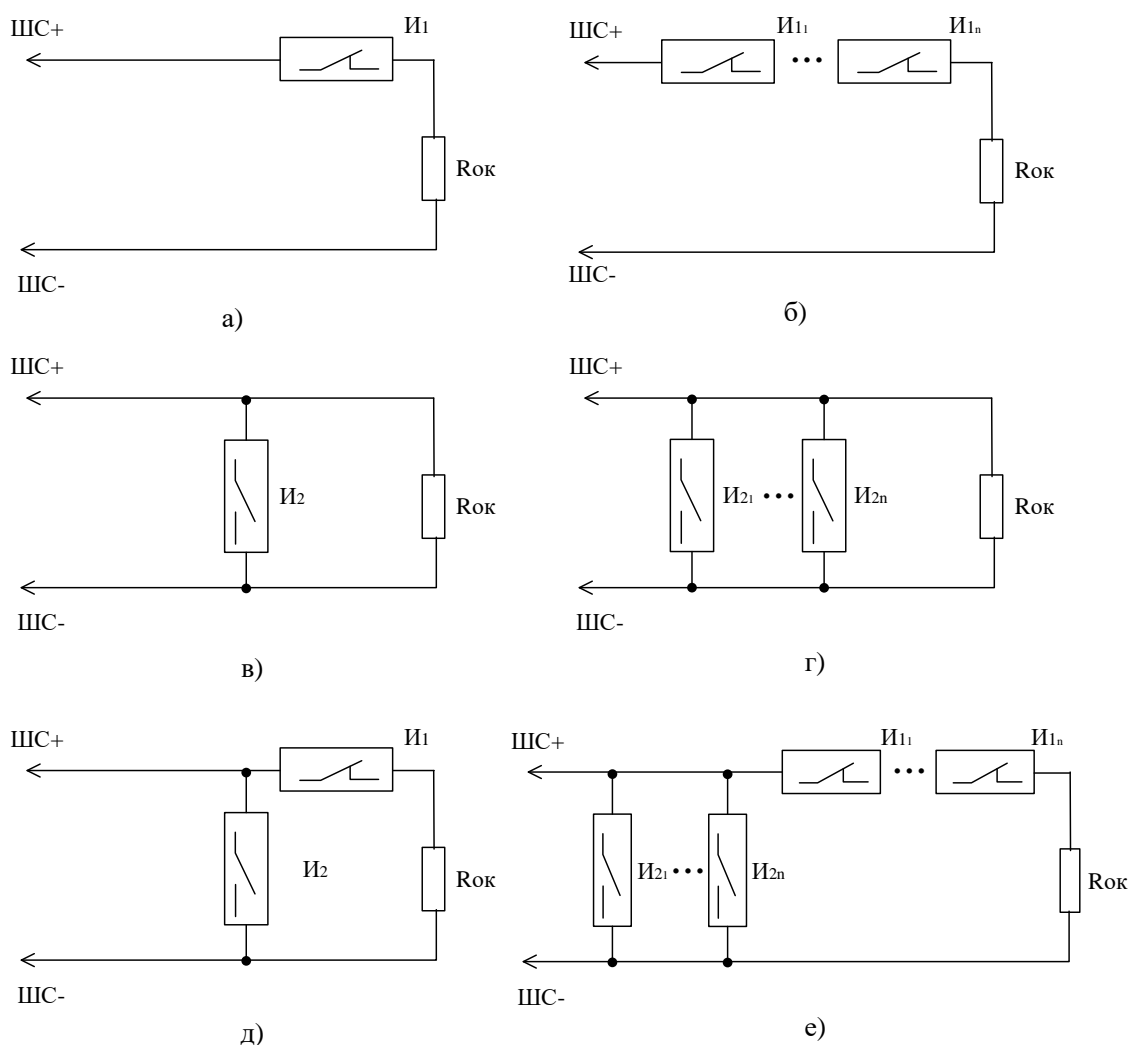 ШС+ И1
Rок
ШС-
а)
ШС+ И11 И1n
Rок
ШС-
б)
ШС+
И2
Rок
ШС-
в)
ШС+
И21 И2n
Rок
ШС-
г)
ШС+ И1
И2
Rок
ШС-
д)
ШС+ И11 И1n
И21 И2n
Rок
ШС-
е)